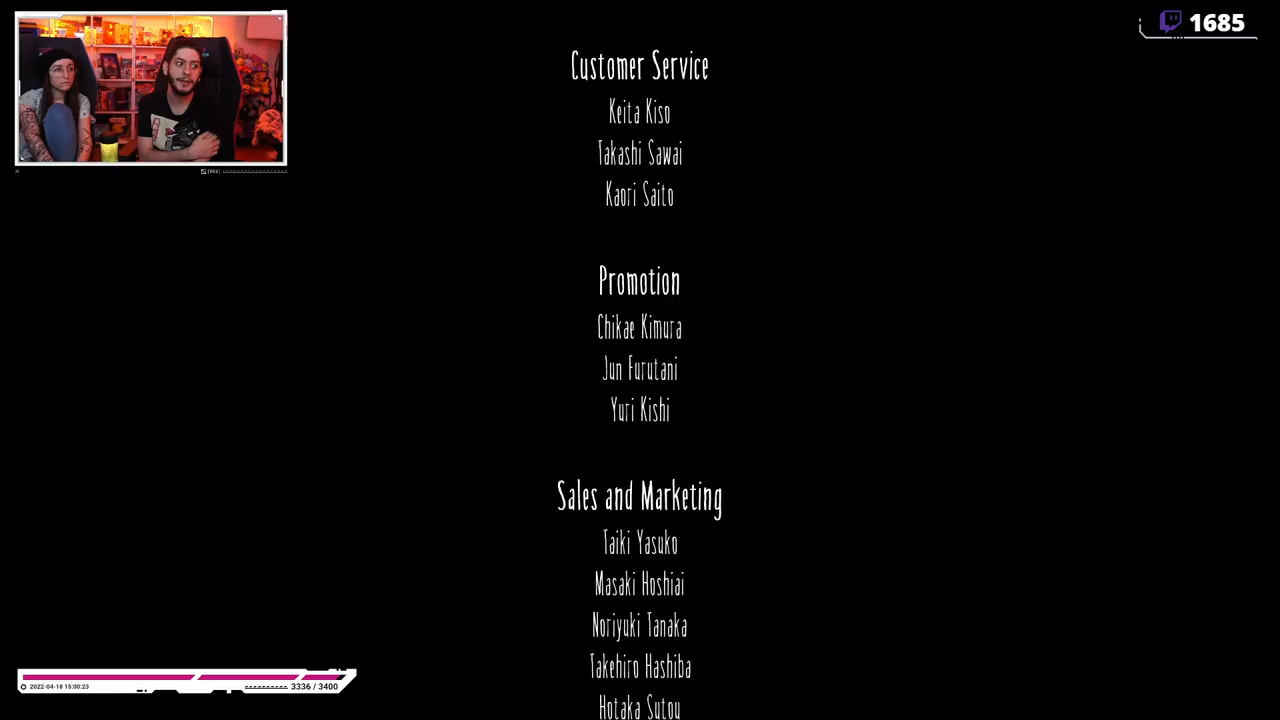 1685
Customer Service
Keita Kiso
Takashi Sawai
Kaori Saito
Promotion
Chikae Kimura
Jun Furutani
Yuri Kishi
Sales and Marketing
Taiki Yasuko
Masaki Hoshiai
Noriyuki Tanaka
Takehiro Hashiba
Hotaka Sutou
2022-04-18 15:00:23
3336 / 3400